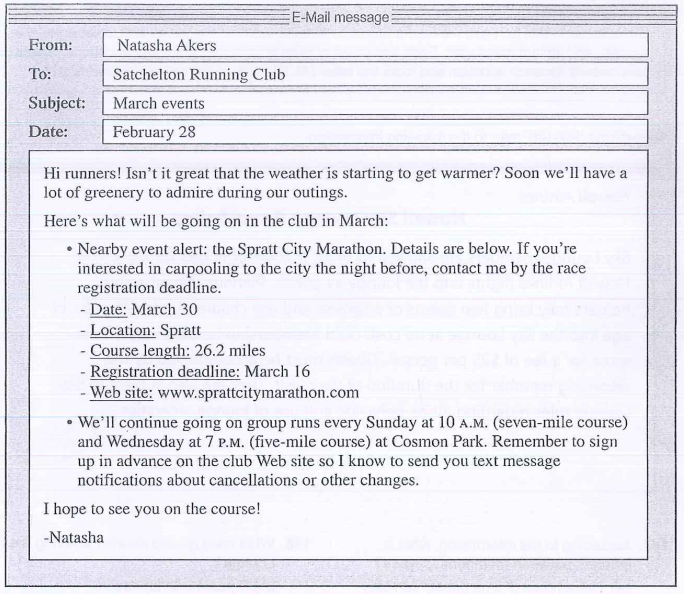 E-Mail message
From: Natasha Akers
To: Satchelton Running Club
Subject: March events
Date: February 28
Hi runners! Isn't it great that the weather is starting to get warmer? Soon we'll have a
lot of greenery to admire during our outings.
Here's what will be going on in the club in March:
• Nearby event alert: the Spratt City Marathon. Details are below. If you're
interested in carpooling to the city the night before, contact me by the race
registration deadline.
- Date: March 30
- Location: Spratt
- Course length: 26.2 miles
- Registration deadline: March 16
- Web site: www.sprattcitymarathon.com
• We'll continue going on group runs every Sunday at 10 A.M. (seven-mile course)
and Wednesday at 7 P.M. (five-mile course) at Cosmon Park. Remember to sign
up in advance on the club Web site so I know to send you text message
notifications about cancellations or other changes.
I hope to see you on the course!
-Natasha